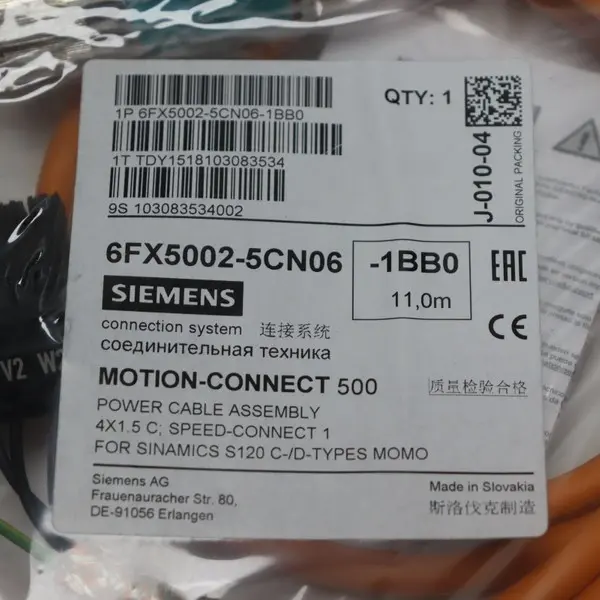 1P 6FX5002-5CN06-1BB0
QTY: 1
1T TDY1518103083534
9S 103083534002
J-010-04
ORIGINAL PACKING
6FX5002-5CN06
-1BB0
11,0m
EAC
SIEMENS
CE
connection system 连接系统
соединительная техника
MOTION-CONNECT 500
质量检验合格
POWER CABLE ASSEMBLY
4X1.5 C; SPEED-CONNECT 1
FOR SINAMICS S120 C-/D-TYPES MOMO
Siemens AG
Frauenauracher Str. 80,
DE-91056 Erlangen
Made in Slovakia
斯洛伐克制造
V2